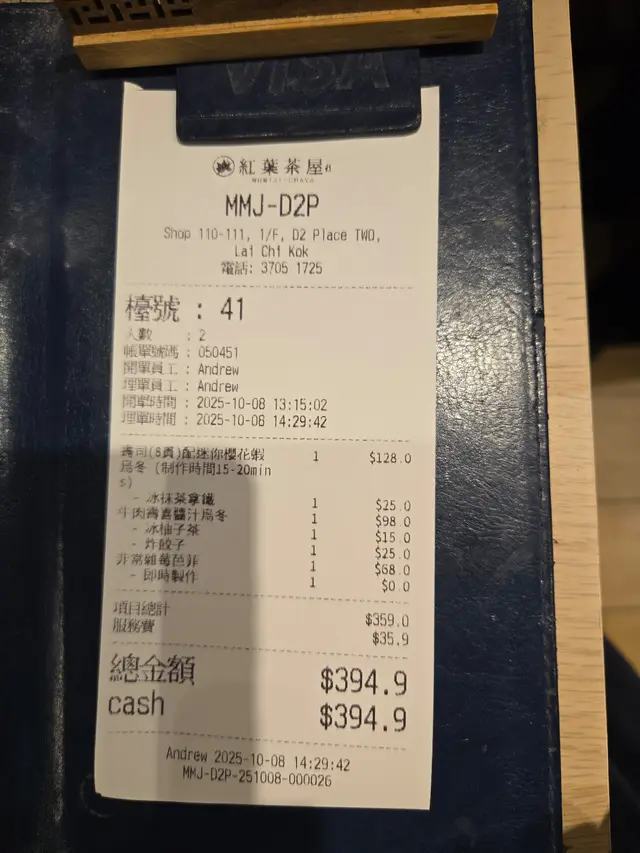 VISA
紅葉茶屋
MOMIJI-CHAYA
MMJ-D2P
Shop 110-111, 1/F, D2 Place TWO,
Lai Chi Kok
電話: 3705 1725
檯號 : 41
人數 : 2
帳單號碼 : 050451
開單員工 : Andrew
埋單員工 : Andrew
開單時間 : 2025-10-08 13:15:02
埋單時間 : 2025-10-08 14:29:42
壽司(8貫)配迷你櫻花蝦 1 $128.0
烏冬 (制作時間15-20min
s)
- 冰抹茶拿鐵 1 $25.0
牛肉壽喜醬汁烏冬 1 $98.0
- 冰柚子茶 1 $15.0
- 炸餃子 1 $25.0
非常雜莓芭菲 1 $68.0
- 即時製作 1 $0.0
項目總計 $359.0
服務費 $35.9
總金額 $394.9
cash $394.9
Andrew 2025-10-08 14:29:42
MMJ-D2P-251008-000026